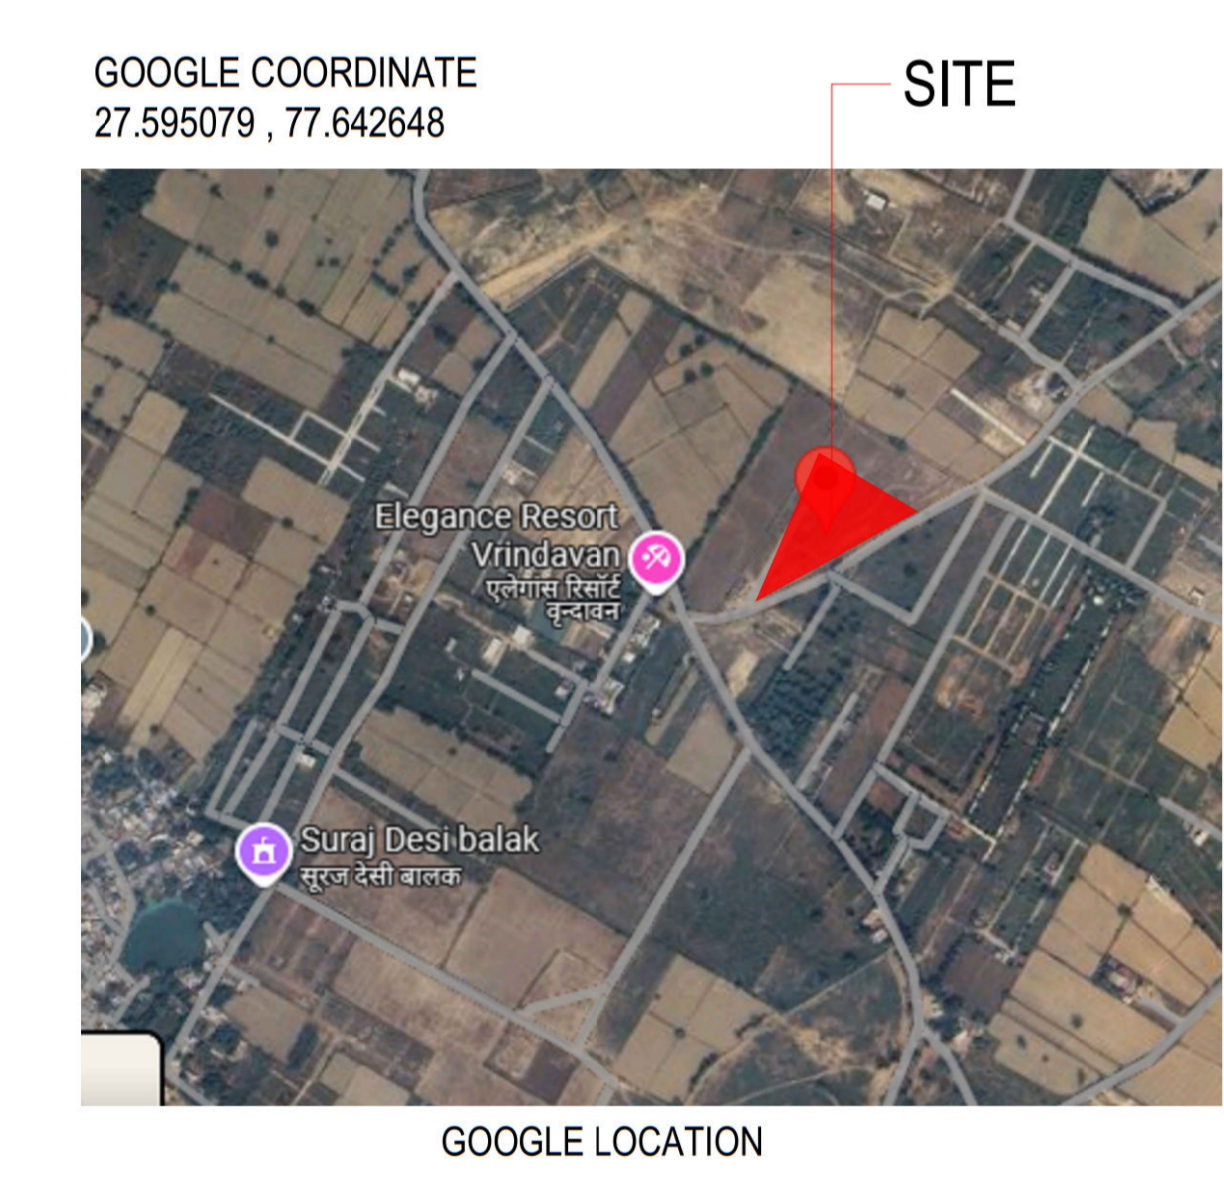 GOOGLE COORDINATE
27.595079 , 77.642648
SITE
Elegance Resort
Vrindavan
एलेगांस रिसॉर्ट
वृन्दावन
Suraj Desi balak
सूरज देसी बालक
GOOGLE LOCATION